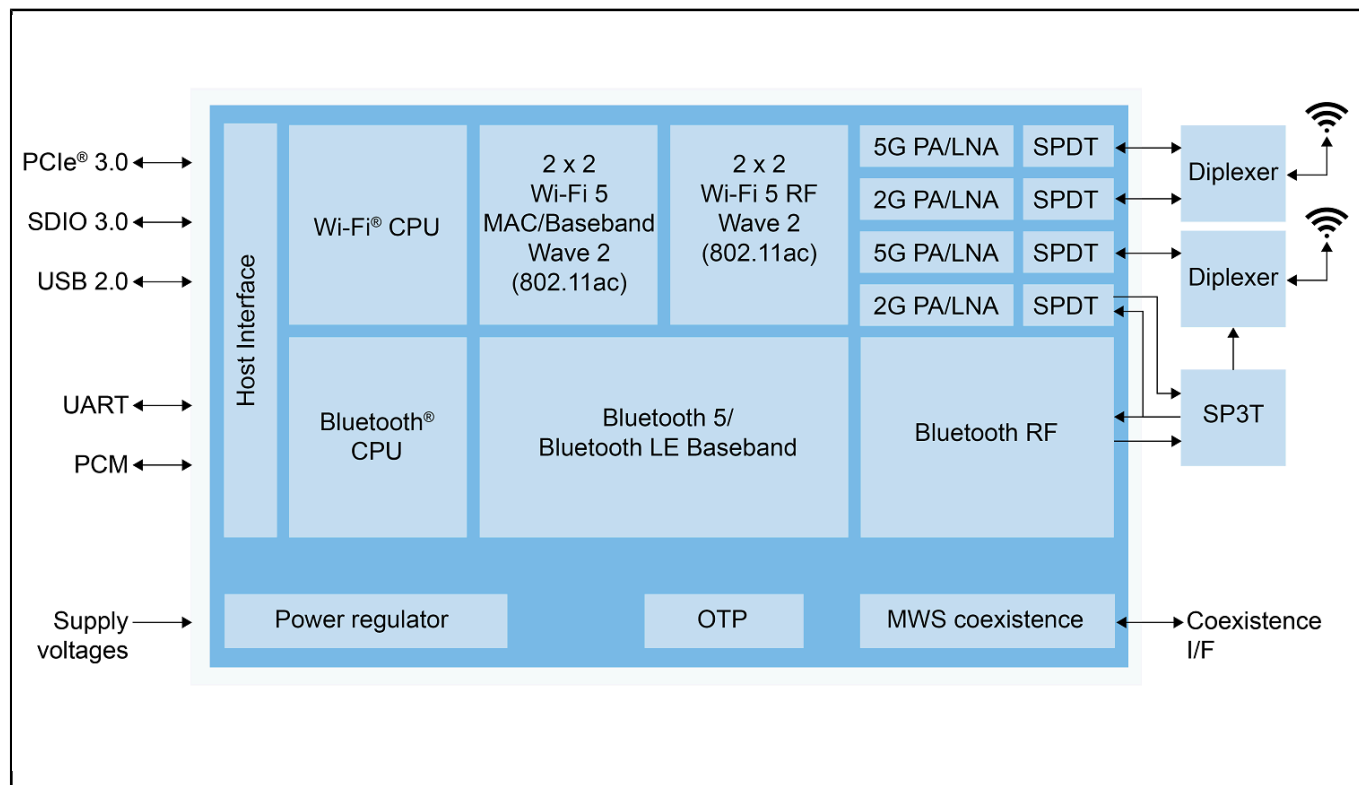 PCIe® 3.0
SDIO 3.0
USB 2.0
UART
PCM
Supply
voltages
Host Interface
Wi-Fi® CPU
2 x 2
Wi-Fi 5
MAC/Baseband
Wave 2
(802.11ac)
2 x 2
Wi-Fi 5 RF
Wave 2
(802.11ac)
5G PA/LNA
SPDT
2G PA/LNA
SPDT
5G PA/LNA
SPDT
2G PA/LNA
SPDT
Diplexer
Diplexer
SP3T
Bluetooth®
CPU
Bluetooth 5/
Bluetooth LE Baseband
Bluetooth RF
Power regulator
OTP
MWS coexistence
Coexistence
I/F